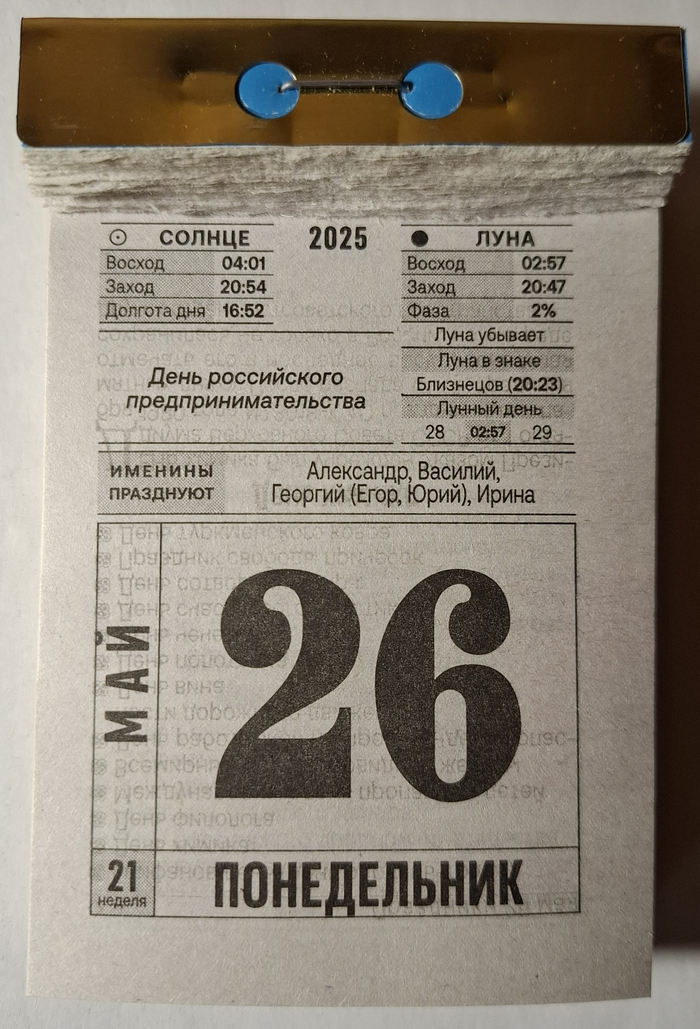 СОЛНЦЕ
Восход 04:01
Заход 20:54
Долгота дня 16:52
2025
ЛУНА
Восход 02:57
Заход 20:47
Фаза 2%
Луна убывает
Луна в знаке
Близнецов (20:23)
Лунный день
28 02:57 29
День российского
предпринимательства
ИМЕНИНЫ
ПРАЗДНУЮТ
Александр, Василий,
Георгий (Егор, Юрий), Ирина
МАЙ
26
21
неделя
ПОНЕДЕЛЬНИК